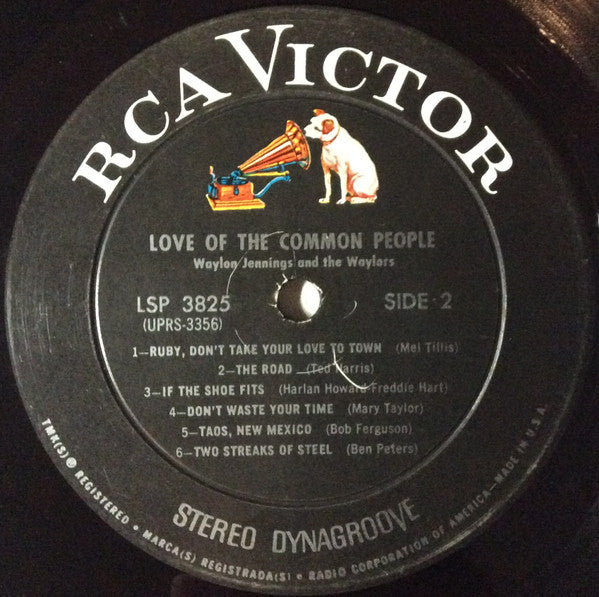 RCA VICTOR
LOVE OF THE COMMON PEOPLE
Waylon Jennings and the Waylors
LSP 3825
SIDE 2
(UPRS-3356)
1—RUBY, DON'T TAKE YOUR LOVE TO TOWN (Mel Tillis)
2—THE ROAD (Ted Harris)
3—IF THE SHOE FITS (Harlan Howard-Freddie Hart)
4—DON'T WASTE YOUR TIME (Mary Taylor)
5—TAOS, NEW MEXICO (Bob Ferguson)
6—TWO STREAKS OF STEEL (Ben Peters)
STEREO DYNAGROOVE
TMK(S) ® REGISTERED • MARCA(S) REGISTRADA(S) • RADIO CORPORATION OF AMERICA—MADE IN U.S.A.